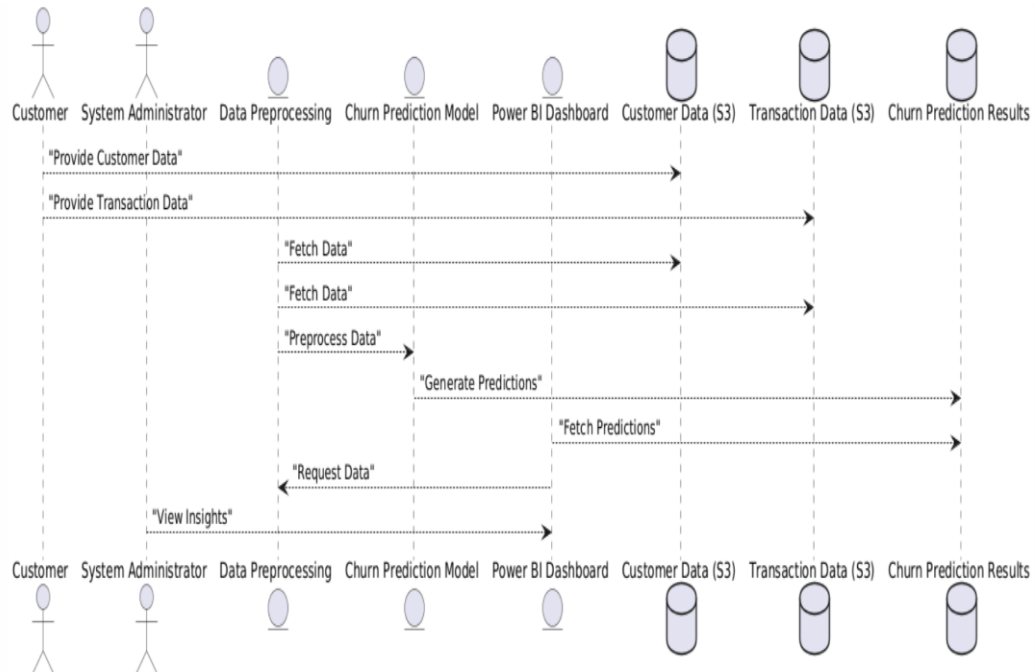 Customer System Administrator Data Preprocessing Churn Prediction Model Power BI Dashboard Customer Data (S3) Transaction Data (S3) Churn Prediction Results
"Provide Customer Data"
"Provide Transaction Data"
"Fetch Data"
"Fetch Data"
"Preprocess Data"
"Generate Predictions"
"Fetch Predictions"
"Request Data"
"View Insights"
Customer System Administrator Data Preprocessing Churn Prediction Model Power BI Dashboard Customer Data (S3) Transaction Data (S3) Churn Prediction Results